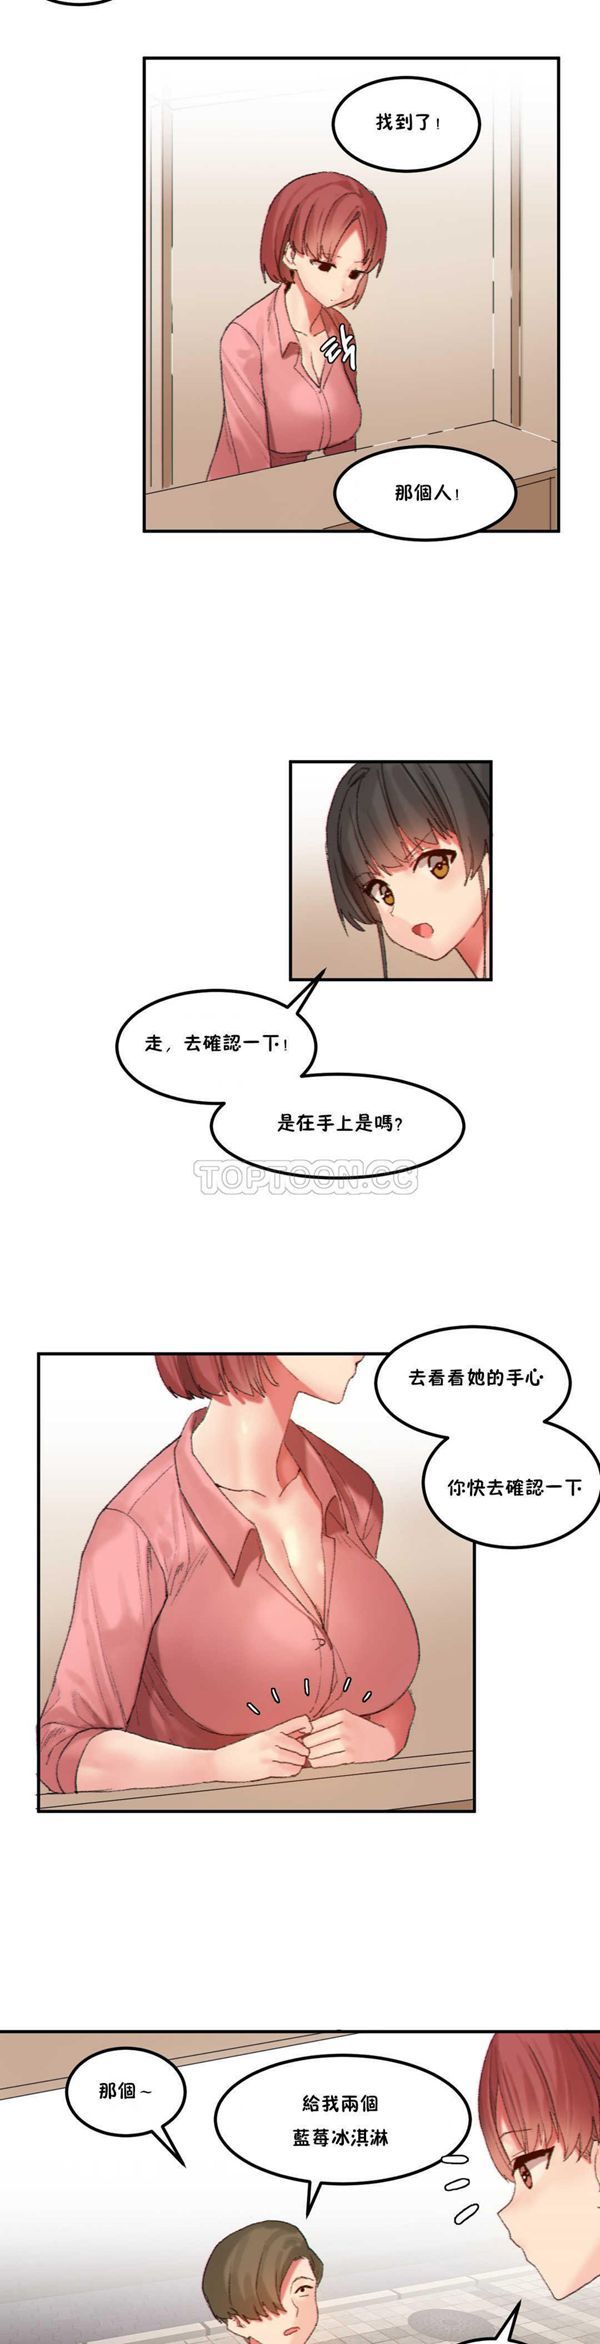 找到了!
탁
那個人!
走, 去確認一下!
是在手上是嗎?
TOPTOON.CC
去看看她的手心
你快去確認一下
那個~
給我兩個
藍莓冰淇淋